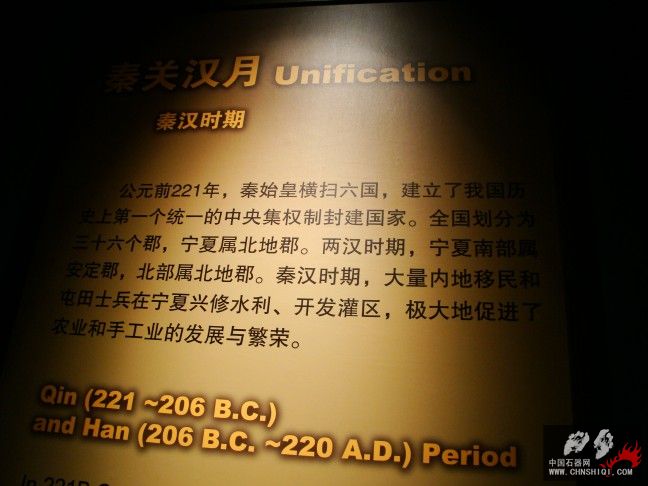 秦关汉月 Unification
秦汉时期
公元前221年，秦始皇横扫六国，建立了我国历
史上第一个统一的中央集权制封建国家。全国划分为
三十六个郡，宁夏属北地郡。两汉时期，宁夏南部属
安定郡，北部属北地郡。秦汉时期，大量内地移民和
屯田士兵在宁夏兴修水利、开发灌区，极大地促进了
农业和手工业的发展与繁荣。
Qin (221 ~206 B.C.)
and Han (206 B.C. ~220 A.D.) Period
In 221B.C
中国石器网
WWW.CHNSHIQI.COM